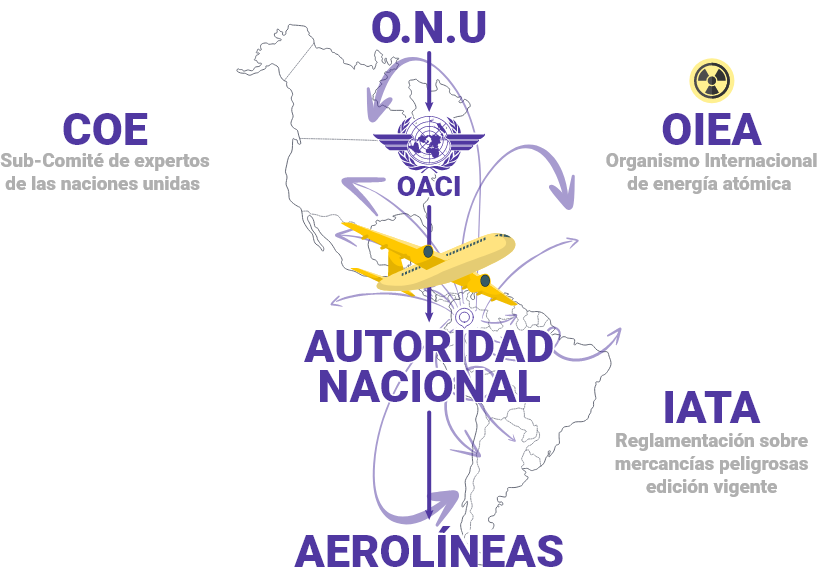 O.N.U
COE
Sub-Comité de expertos
de las naciones unidas
OIEA
Organismo Internacional
de energía atómica
OACI
AUTORIDAD
NACIONAL
IATA
Reglamentación sobre
mercancías peligrosas
edición vigente
AEROLÍNEAS